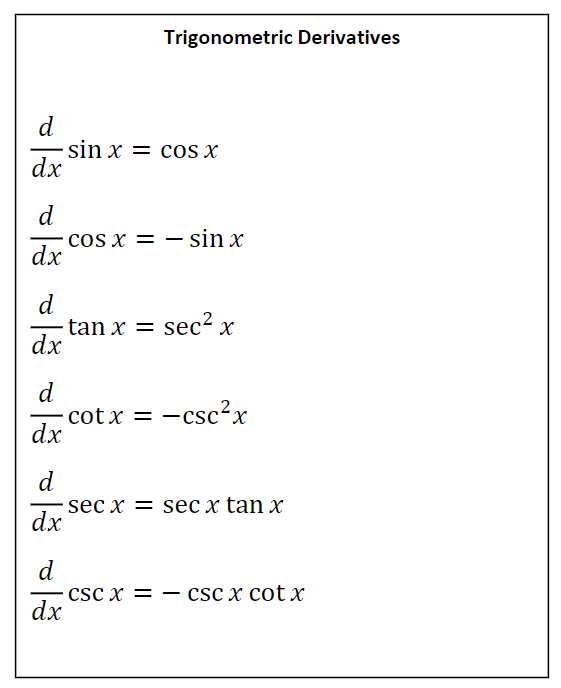 Trigonometric Derivatives
d/dx sin x = cos x
d/dx cos x = − sin x
d/dx tan x = sec² x
d/dx cot x = −csc²x
d/dx sec x = sec x tan x
d/dx csc x = − csc x cot x